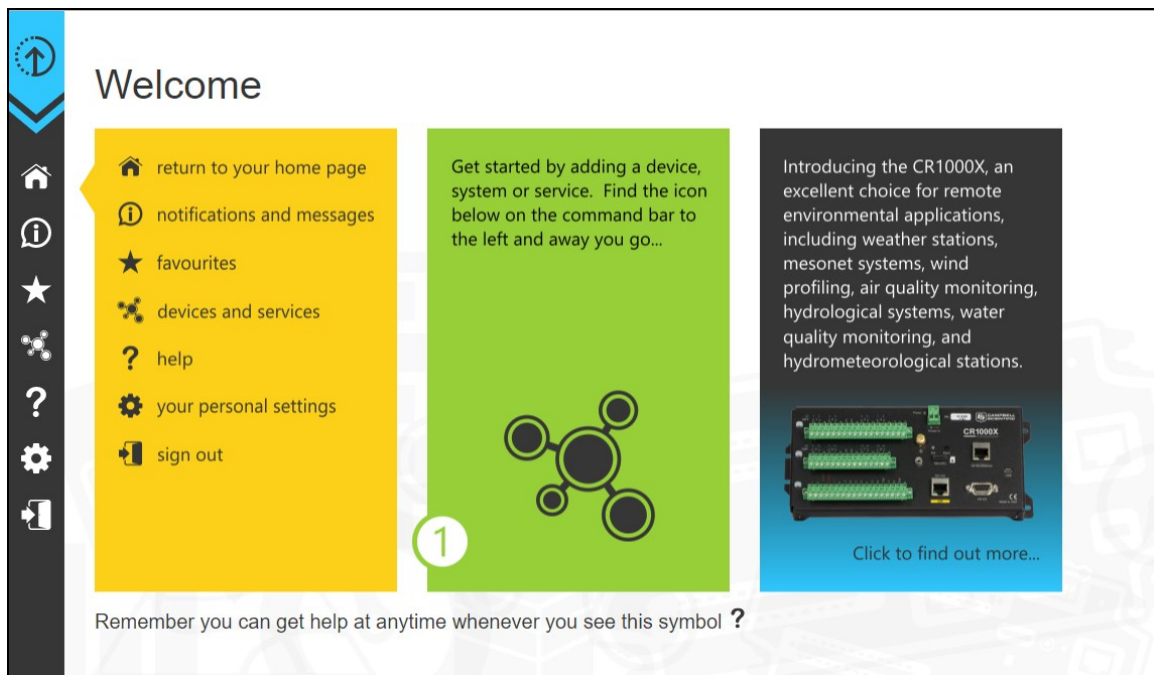 Welcome
return to your home page
notifications and messages
favourites
devices and services
? help
your personal settings
sign out
Get started by adding a device,
system or service. Find the icon
below on the command bar to
the left and away you go...
1
Introducing the CR1000X, an
excellent choice for remote
environmental applications,
including weather stations,
mesonet systems, wind
profiling, air quality monitoring,
hydrological systems, water
quality monitoring, and
hydrometeorological stations.
CAMPBELL
SCIENTIFIC
CR1000X
Click to find out more...
Remember you can get help at anytime whenever you see this symbol ?